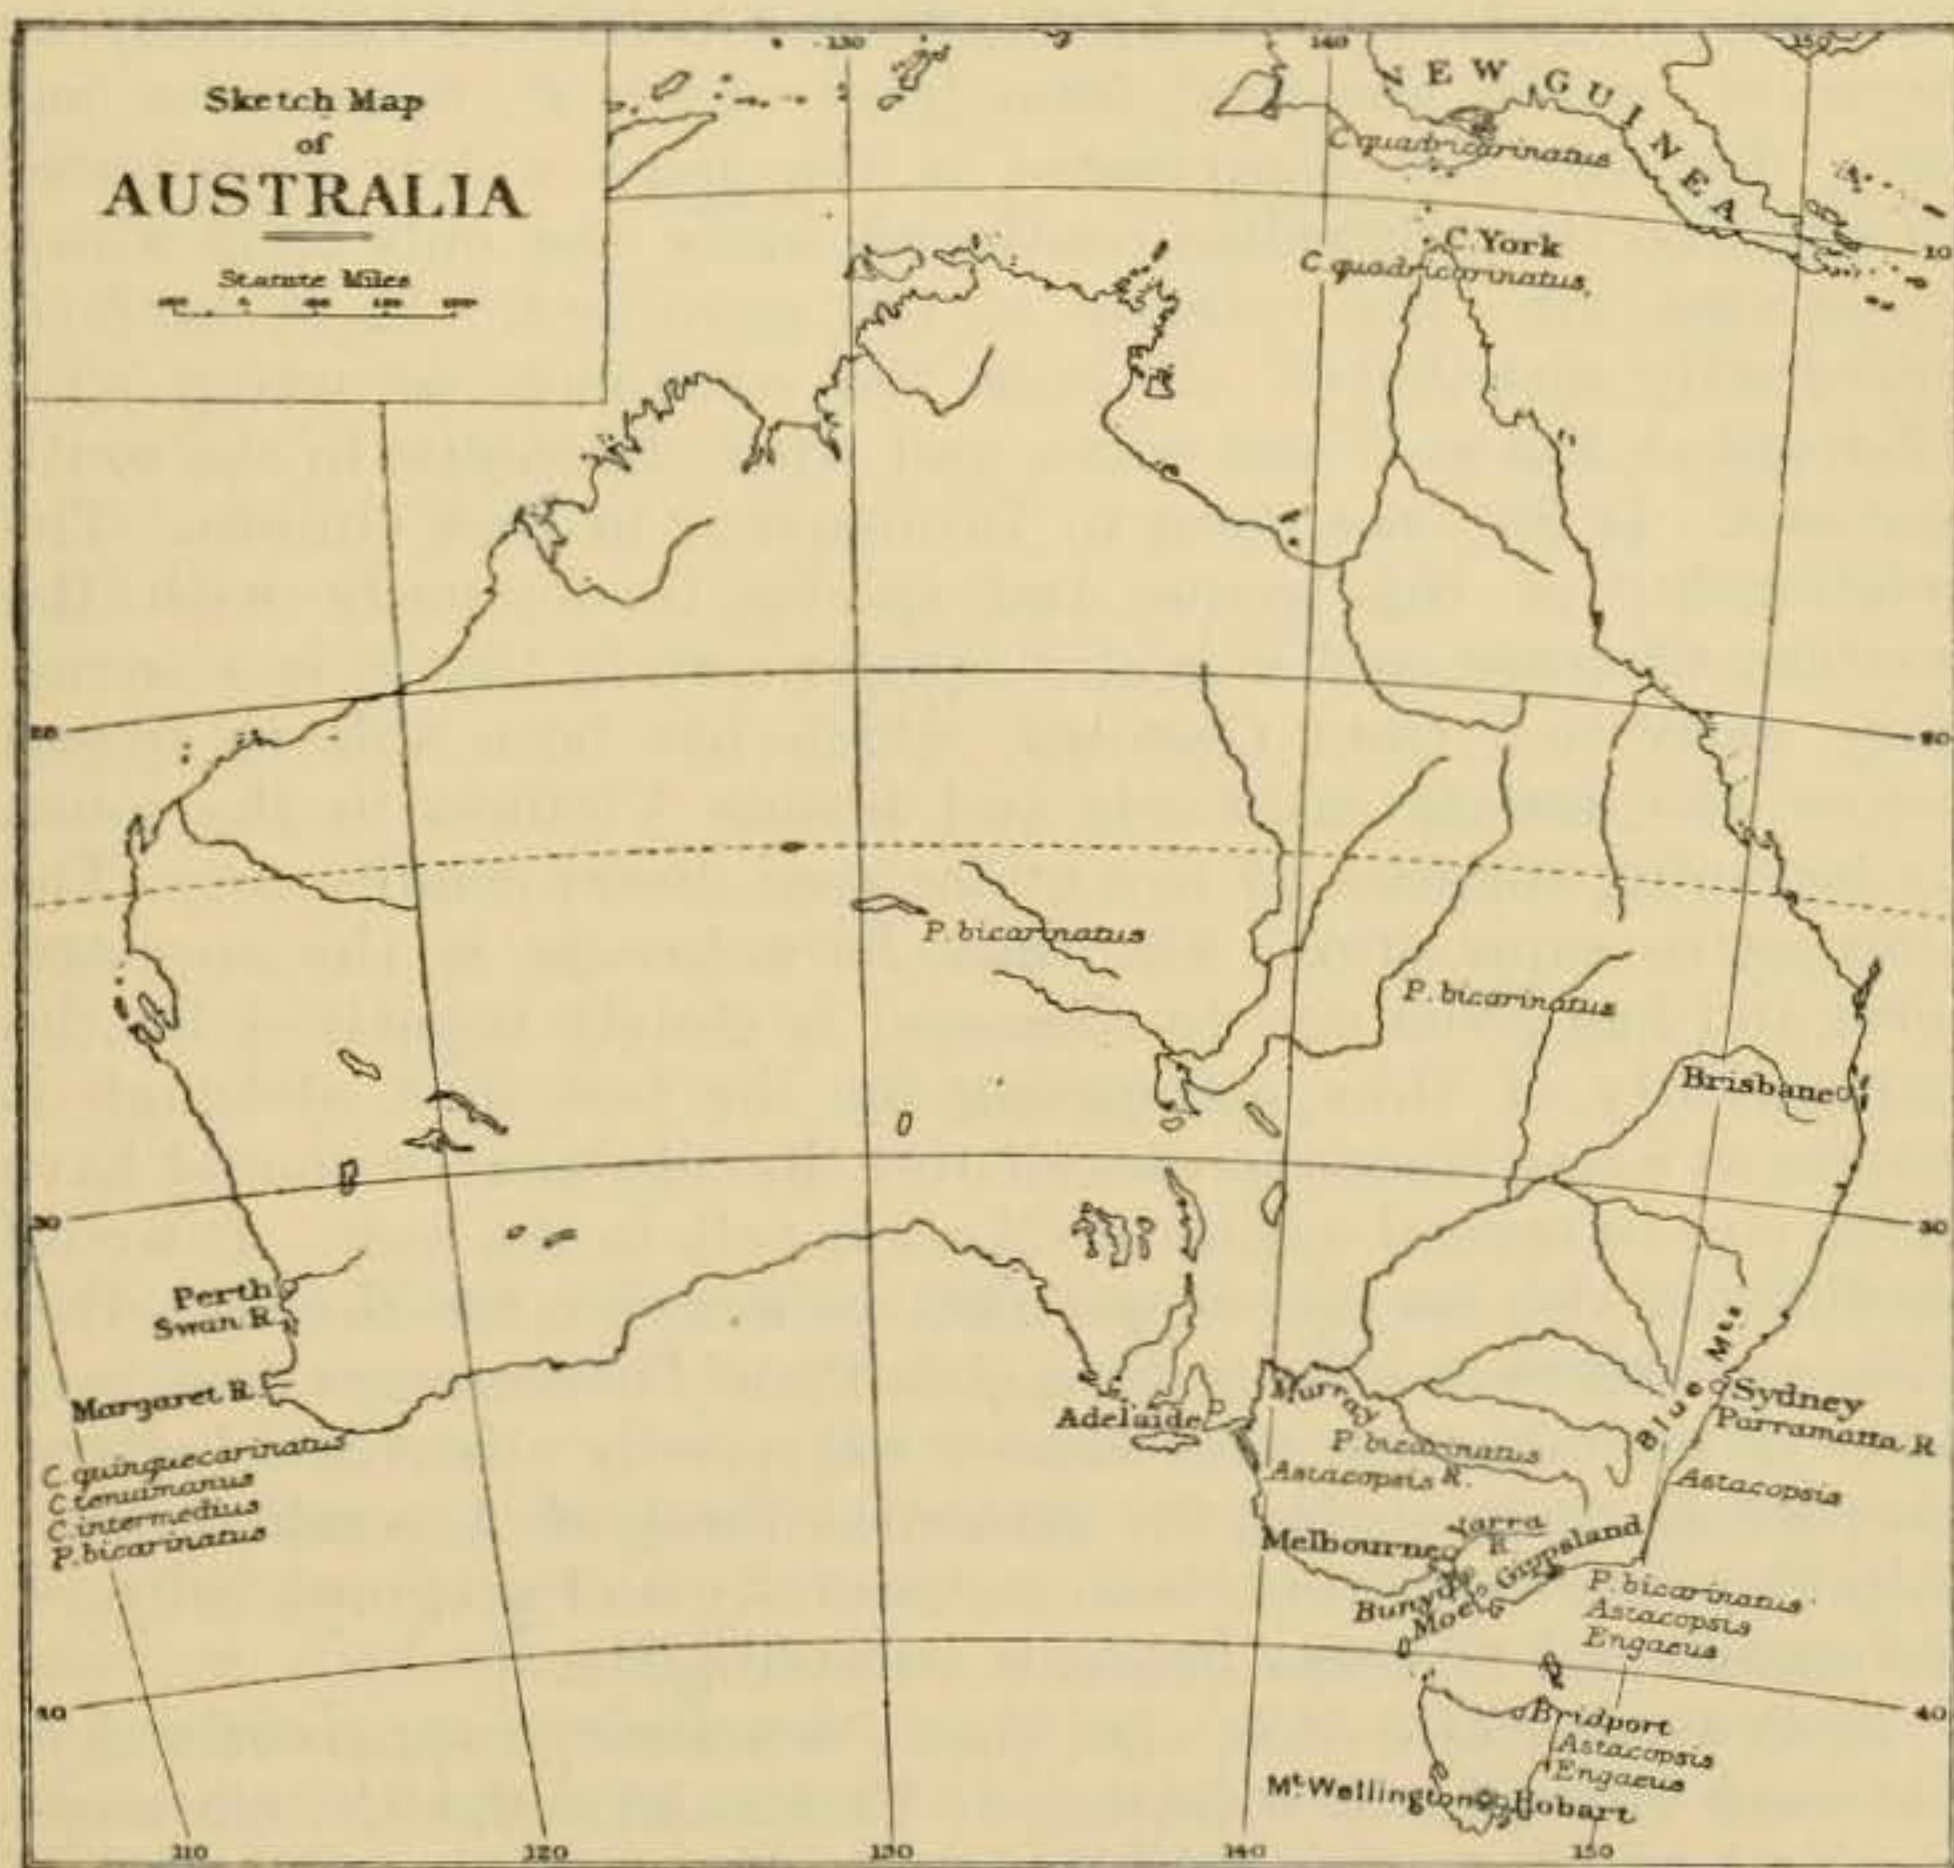 Sketch Map
of
AUSTRALIA
Statute Miles
130
140
150
NEW GUINEA
C. quadricarinatus
C. York
C. quadricarinatus.
10
20
20
P. bicarinatus
P. bicarinatus
Brisbane
30
30
Perth
Swan R.
Margaret R.
C. quinquecarinatus
C. tenuimanus
C. intermedius
P. bicarinatus
Adelaide
Murray
R.
P. bicarinatus
Astacopsis
Blue Mts
Sydney
Parramatta R
Astacopsis
Melbourne
Yarra
R
Gippsland
Bunyip
Moe
P. bicarinatus
Astacopsis
Engaeus
40
40
Bridport
Astacopsis
Engaeus
Mt. Wellington
Hobart
110
120
130
140
150